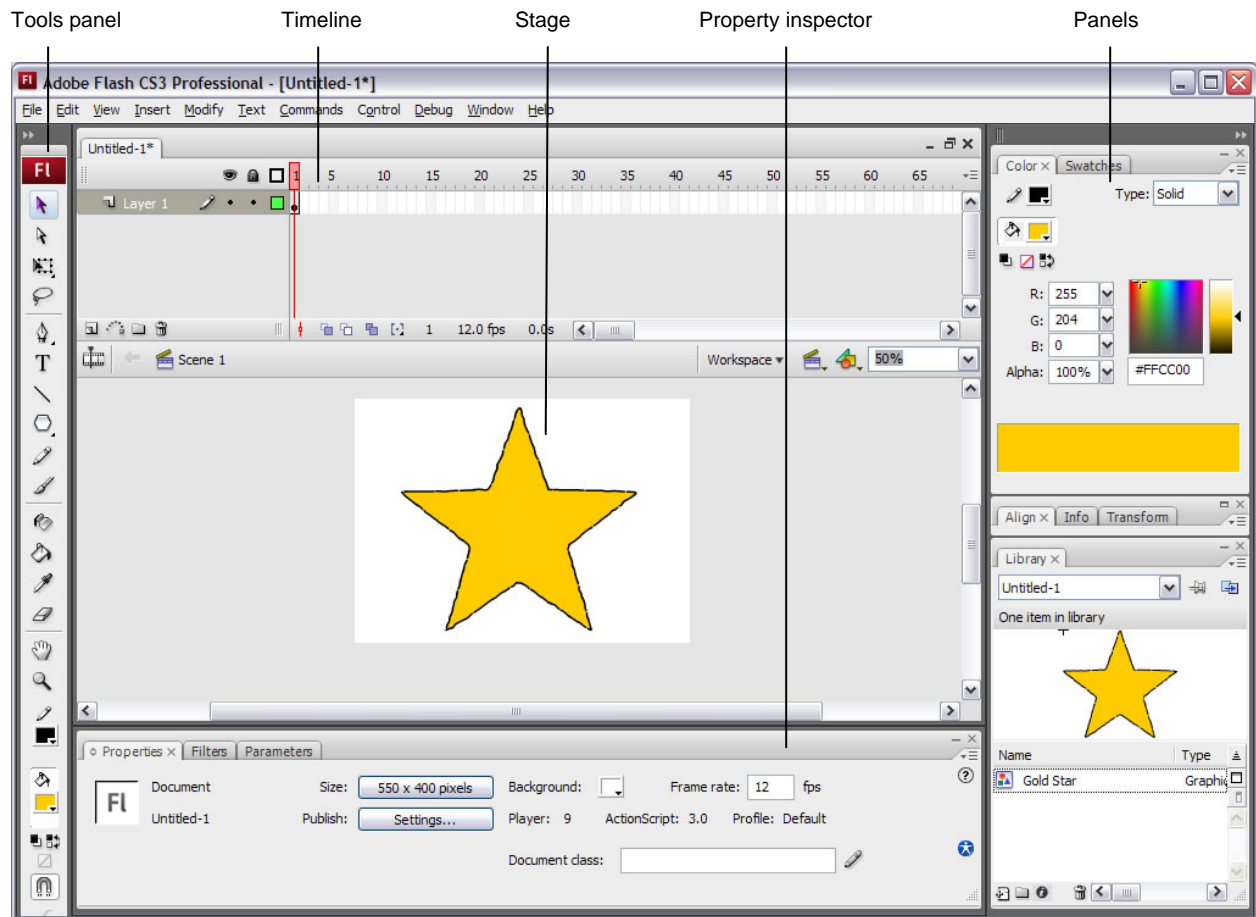 Tools panel Timeline Stage Property inspector Panels
Fl Adobe Flash CS3 Professional - [Untitled-1*]
File Edit View Insert Modify Text Commands Control Debug Window Help
Untitled-1*
Fl
1 5 10 15 20 25 30 35 40 45 50 55 60 65
Layer 1
1 12.0 fps 0.0s
Scene 1 Workspace 50%
T
Color × Swatches
Type: Solid
R: 255
G: 204
B: 0
Alpha: 100% #FFCC00
Align × Info Transform
Library ×
Untitled-1
One item in library
Name Type
Gold Star Graphic
Properties × Filters Parameters
Fl
Document Size: 550 x 400 pixels Background: Frame rate: 12 fps
Untitled-1 Publish: Settings... Player: 9 ActionScript: 3.0 Profile: Default
Document class: